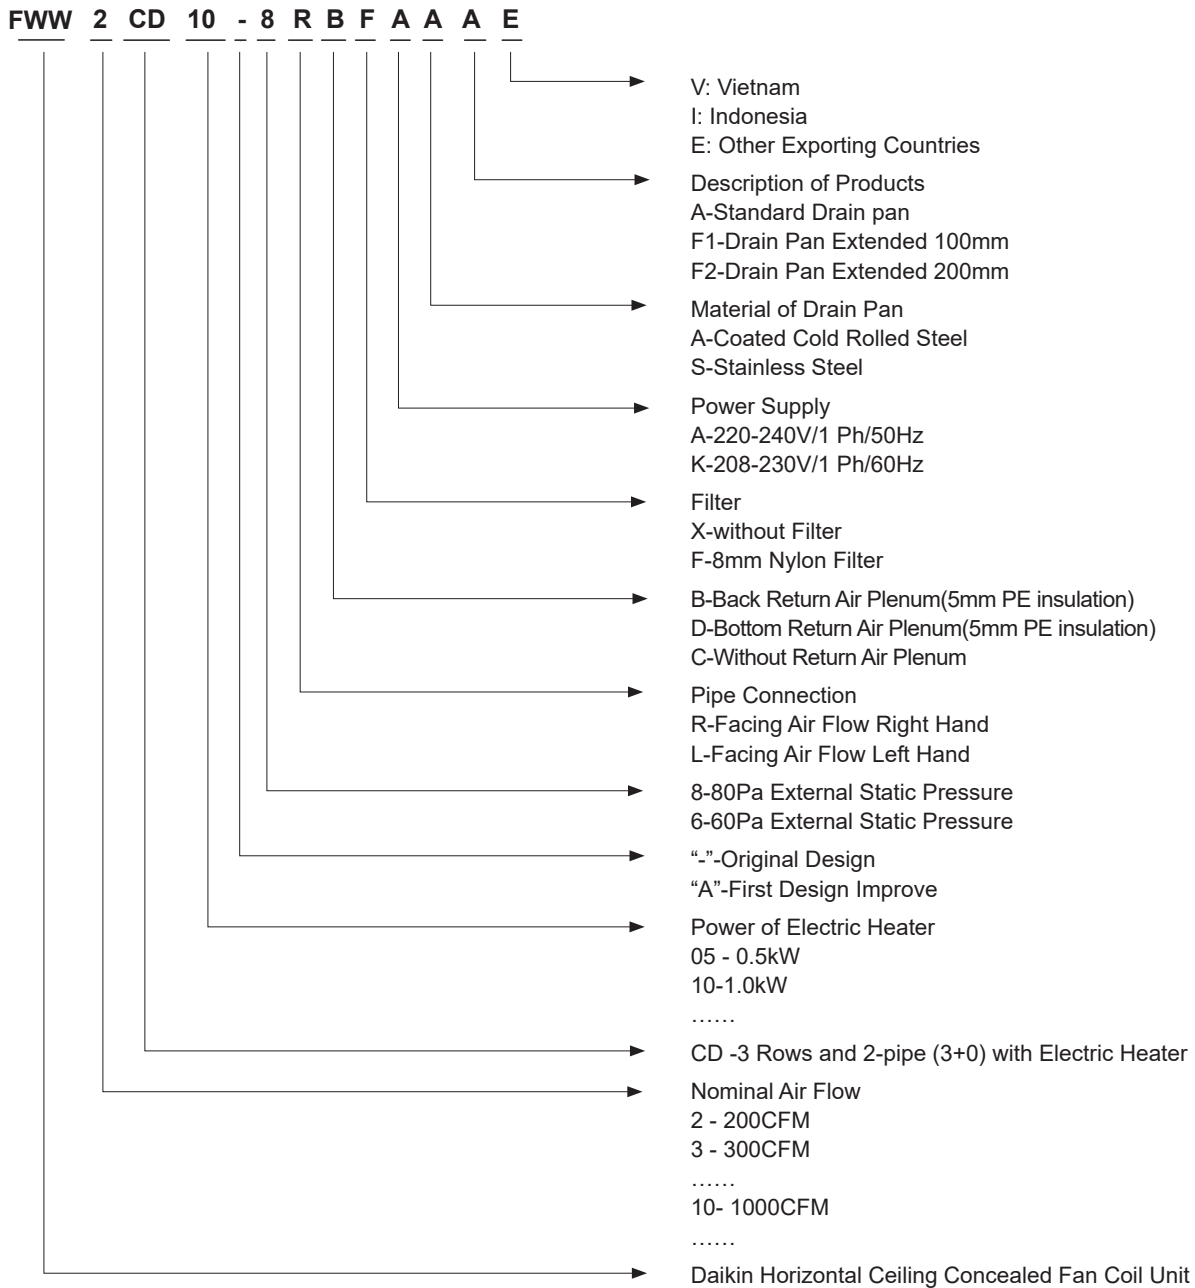 FWW 2 CD 10 - 8 R B F A A A E
V: Vietnam
I: Indonesia
E: Other Exporting Countries
Description of Products
A-Standard Drain pan
F1-Drain Pan Extended 100mm
F2-Drain Pan Extended 200mm
Material of Drain Pan
A-Coated Cold Rolled Steel
S-Stainless Steel
Power Supply
A-220-240V/1 Ph/50Hz
K-208-230V/1 Ph/60Hz
Filter
X-without Filter
F-8mm Nylon Filter
B-Back Return Air Plenum(5mm PE insulation)
D-Bottom Return Air Plenum(5mm PE insulation)
C-Without Return Air Plenum
Pipe Connection
R-Facing Air Flow Right Hand
L-Facing Air Flow Left Hand
8-80Pa External Static Pressure
6-60Pa External Static Pressure
“-”-Original Design
“A”-First Design Improve
Power of Electric Heater
05 - 0.5kW
10-1.0kW
……
CD -3 Rows and 2-pipe (3+0) with Electric Heater
Nominal Air Flow
2 - 200CFM
3 - 300CFM
……
10- 1000CFM
……
Daikin Horizontal Ceiling Concealed Fan Coil Unit